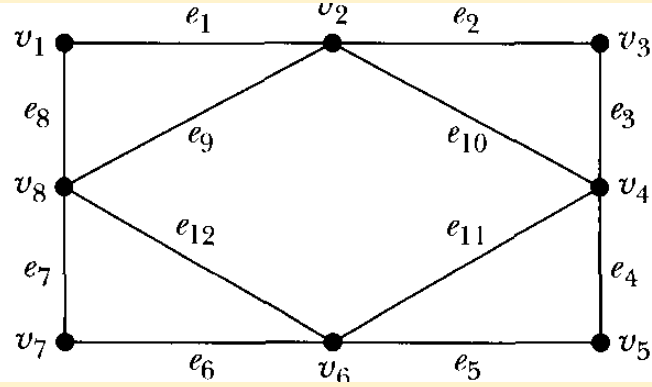 e₁ v₂ e₂
v₁ v₃
e₈ e₃
e₉ e₁₀
v₈ v₄
e₁₂ e₁₁
e₇ e₄
v₇ v₅
e₆ v₆ e₅